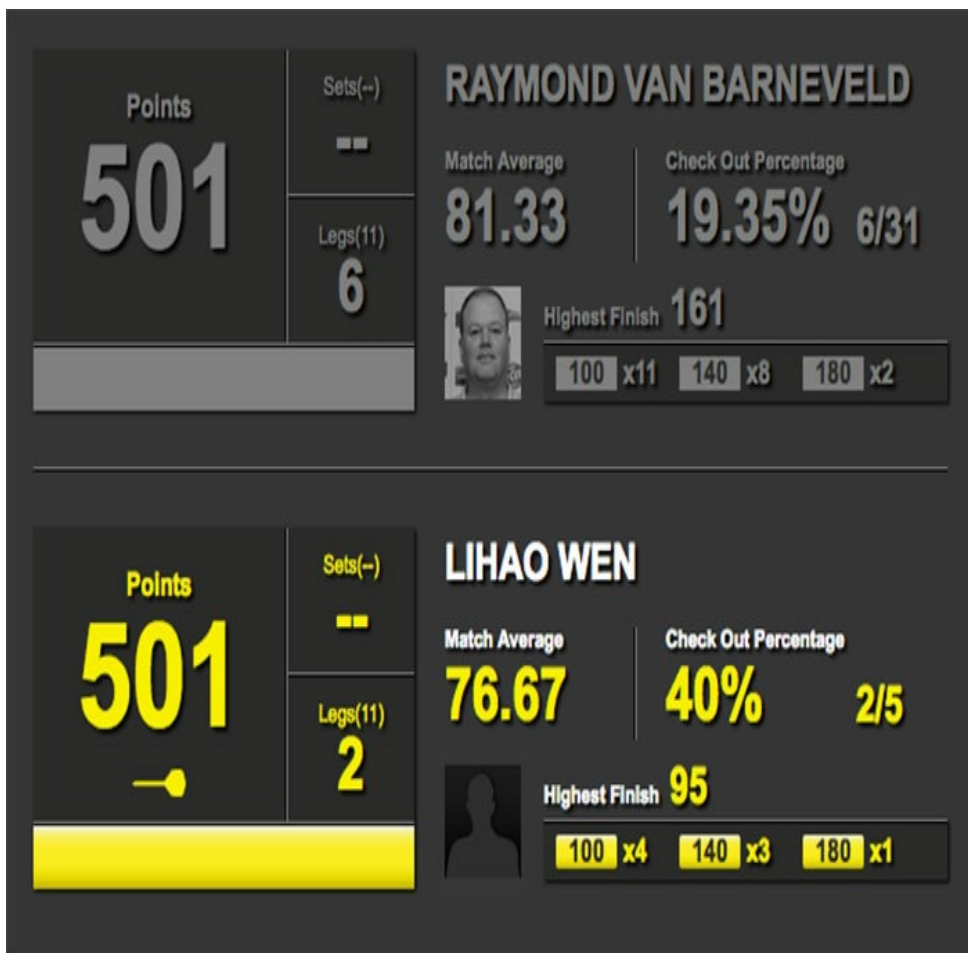 Points
501
Sets(--)
--
Legs(11)
6
RAYMOND VAN BARNEVELD
Match Average
81.33
Check Out Percentage
19.35% 6/31
Highest Finish 161
100 x11 140 x8 180 x2
Points
501
Sets(--)
--
Legs(11)
2
LIHAO WEN
Match Average
76.67
Check Out Percentage
40% 2/5
Highest Finish 95
100 x4 140 x3 180 x1